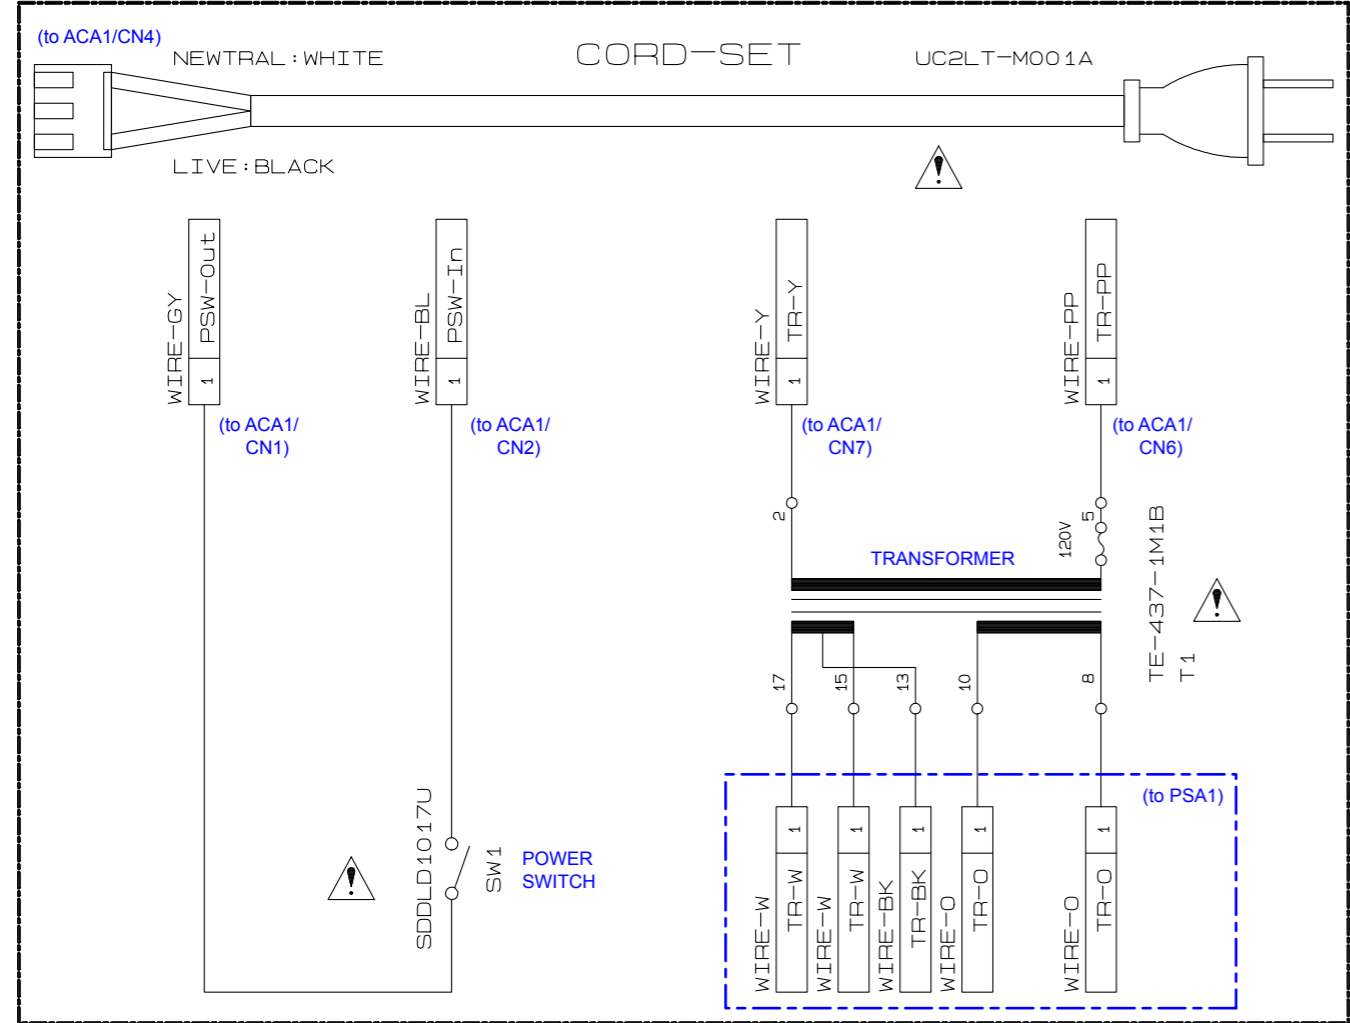 (to ACA1/CN4)
NEWTRAL:WHITE
CORD-SET
UC2LT-M001A
LIVE:BLACK
WIRE-GY
1 PSW-Out
WIRE-BL
1 PSW-In
WIRE-Y
1 TR-Y
WIRE-PP
1 TR-PP
(to ACA1/
CN1)
(to ACA1/
CN2)
(to ACA1/
CN7)
(to ACA1/
CN6)
2
5
120V
TRANSFORMER
TE-437-1M1B
T1
17
15
13
10
8
(to PSA1)
SDDLD1017U
SW1
POWER
SWITCH
WIRE-W
TR-W 1
WIRE-W
TR-W 1
WIRE-BK
TR-BK 1
WIRE-O
TR-O 1
WIRE-O
TR-O 1